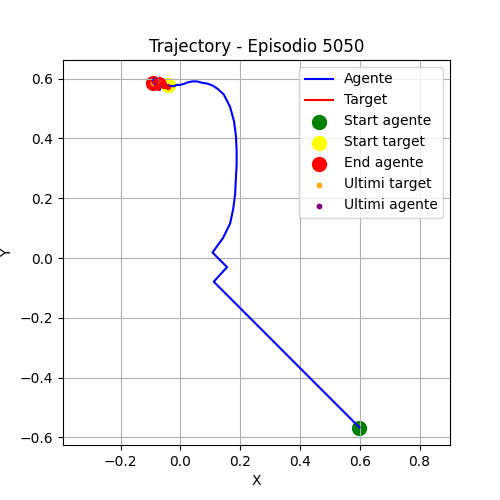 Trajectory - Episodio 5050
Agente
Target
Start agente
Start target
End agente
Ultimi target
Ultimi agente
0.6
0.4
0.2
0.0
−0.2
−0.4
−0.6
Y
−0.2
0.0
0.2
0.4
0.6
0.8
X